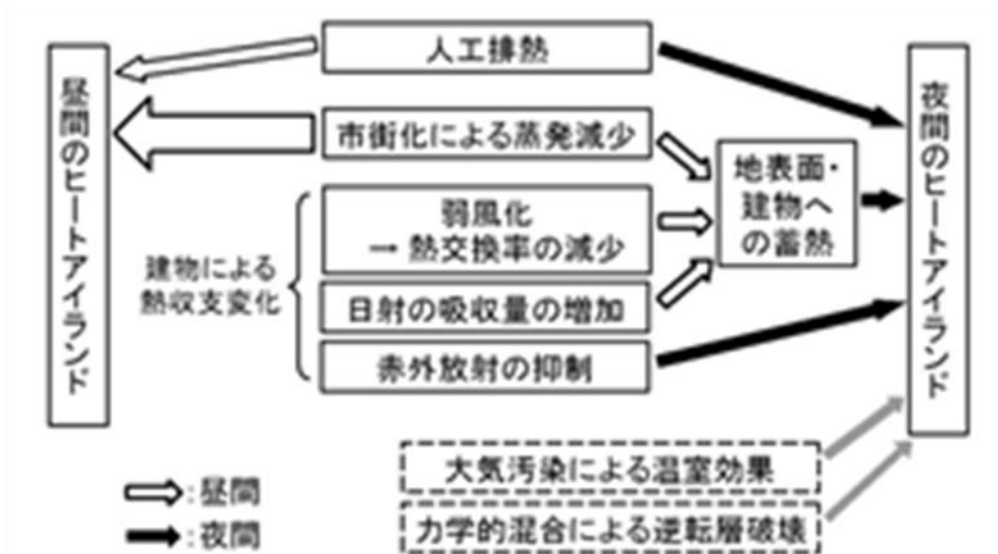 昼間のヒートアイランド
人工排熱
市街化による蒸発減少
弱風化
→ 熱交換率の減少
建物による
熱収支変化
日射の吸収量の増加
赤外放射の抑制
地表面・
建物へ
の蓄熱
夜間のヒートアイランド
大気汚染による温室効果
力学的混合による逆転層破壊
:昼間
:夜間